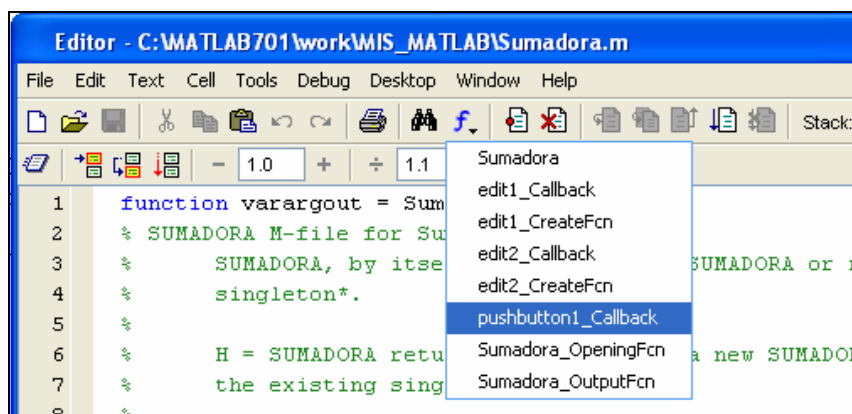 Editor - C:\MATLAB701\work\MIS_MATLAB\Sumadora.m
File Edit Text Cell Tools Debug Desktop Window Help
Stack:
1.0 1.1
Sumadora
edit1_Callback
edit1_CreateFcn
edit2_Callback
edit2_CreateFcn
pushbutton1_Callback
Sumadora_OpeningFcn
Sumadora_OutputFcn
1 function varargout = Sum
2 % SUMADORA M-file for Su
3 % SUMADORA, by itse SUMADORA or
4 % singleton*.
5 %
6 % H = SUMADORA retu a new SUMADO
7 % the existing sing
8 %